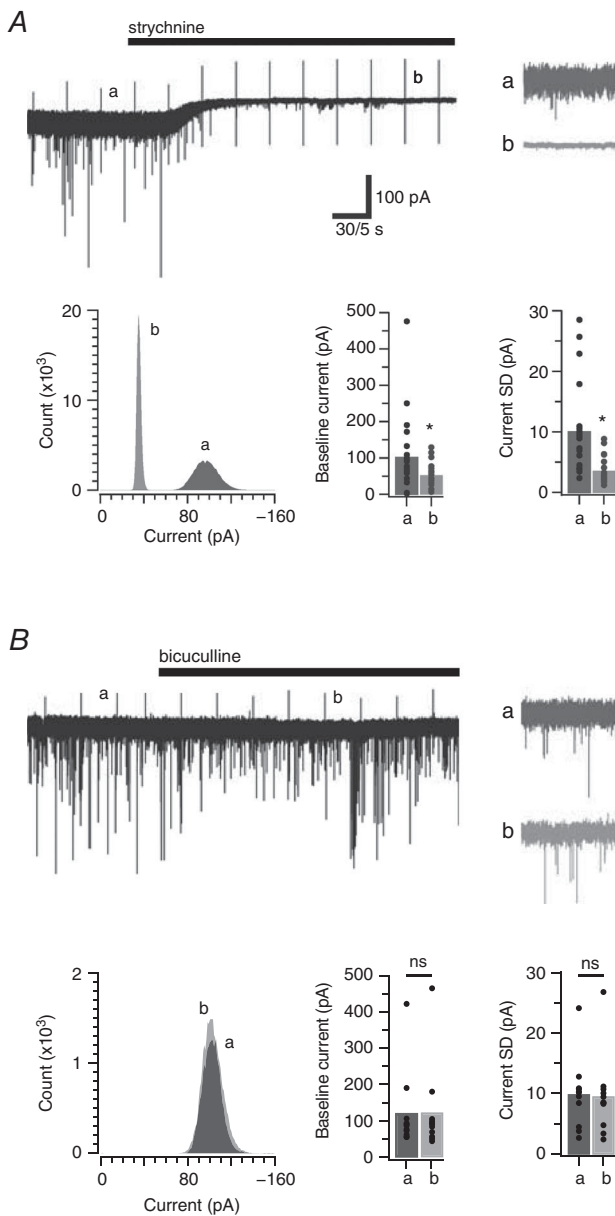 A
strychnine
a
b
a
b
100 pA
30/5 s
20
10
0
Count (x10³)
b
a
0
80
−160
Current (pA)
500
400
300
200
100
0
Baseline current (pA)
*
a
b
30
20
10
0
Current SD (pA)
*
a
b
B
bicuculline
a
b
a
b
2
1
0
Count (x10³)
b
a
0
80
−160
Current (pA)
500
400
300
200
100
0
Baseline current (pA)
ns
a
b
30
20
10
0
Current SD (pA)
ns
a
b